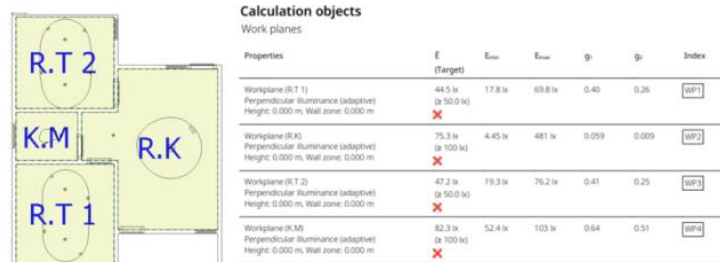 R.T 2
K.M
R.K
R.T 1
Calculation objects
Work planes
Properties Ē Emin Emax g₁ g₂ Index
(Target)
Workplane (R.T 1) 44.5 lx 17.8 lx 69.8 lx 0.40 0.26 WP1
Perpendicular illuminance (adaptive) (≥ 50.0 lx)
Height: 0.000 m, Wall zone: 0.000 m ❌
Workplane (R.K) 75.3 lx 4.45 lx 481 lx 0.059 0.009 WP2
Perpendicular illuminance (adaptive) (≥ 100 lx)
Height: 0.000 m, Wall zone: 0.000 m ❌
Workplane (R.T 2) 47.2 lx 19.3 lx 76.2 lx 0.41 0.25 WP3
Perpendicular illuminance (adaptive) (≥ 50.0 lx)
Height: 0.000 m, Wall zone: 0.000 m ❌
Workplane (K.M) 82.3 lx 52.4 lx 103 lx 0.64 0.51 WP4
Perpendicular illuminance (adaptive) (≥ 100 lx)
Height: 0.000 m, Wall zone: 0.000 m ❌